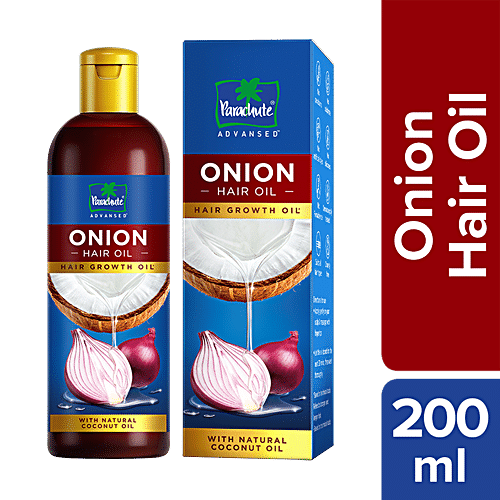 Parachute
ADVANSED
ONION
HAIR OIL
HAIR GROWTH OIL
WITH NATURAL
COCONUT OIL
Parachute
ADVANSED
ONION
HAIR OIL
HAIR GROWTH OIL
WITH NATURAL
COCONUT OIL
Onion
Hair Oil
200
ml